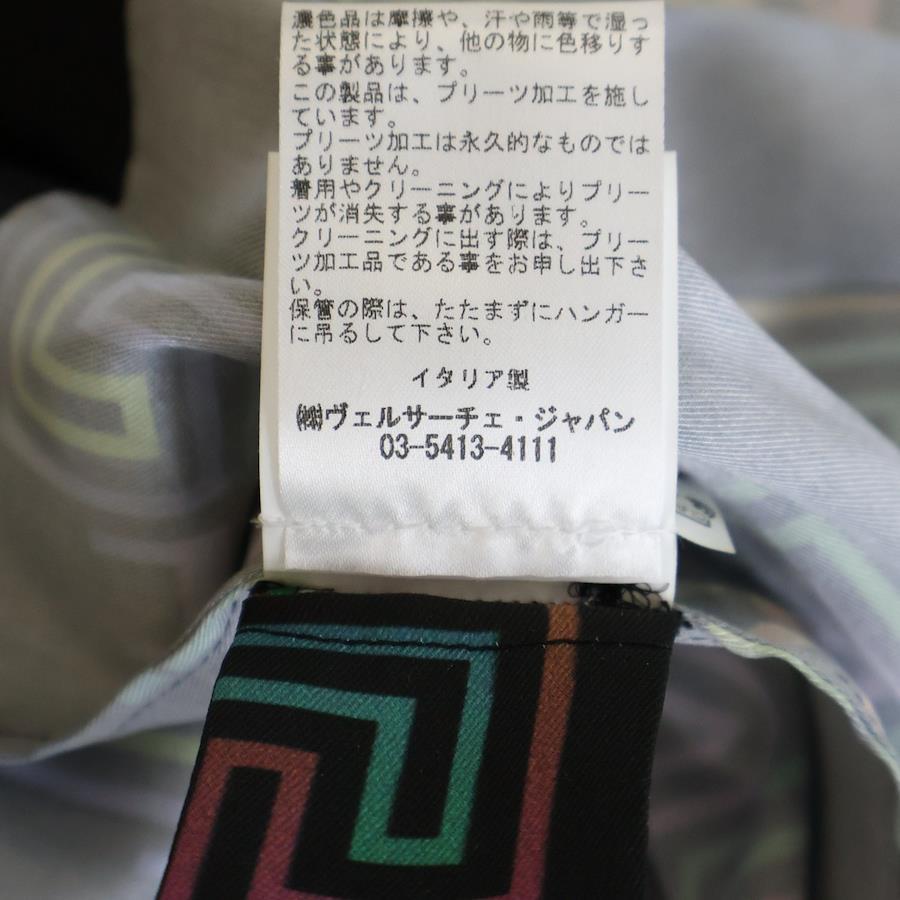 濃色品は摩擦や、汗や雨等で湿っ
た状態により、他の物に色移りす
る事があります。
この製品は、プリーツ加工を施し
ています。
プリーツ加工は永久的なものでは
ありません。
着用やクリーニングによりプリー
ツが消失する事があります。
クリーニングに出す際は、プリー
ツ加工品である事をお申し出下さ
い。
保管の際は、たたまずにハンガー
に吊るして下さい。
イタリア製
㈱ヴェルサーチェ・ジャパン
03-5413-4111